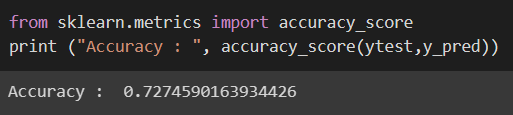 from sklearn.metrics import accuracy_score
print ("Accuracy : ", accuracy_score(ytest,y_pred))
Accuracy :  0.7274590163934426